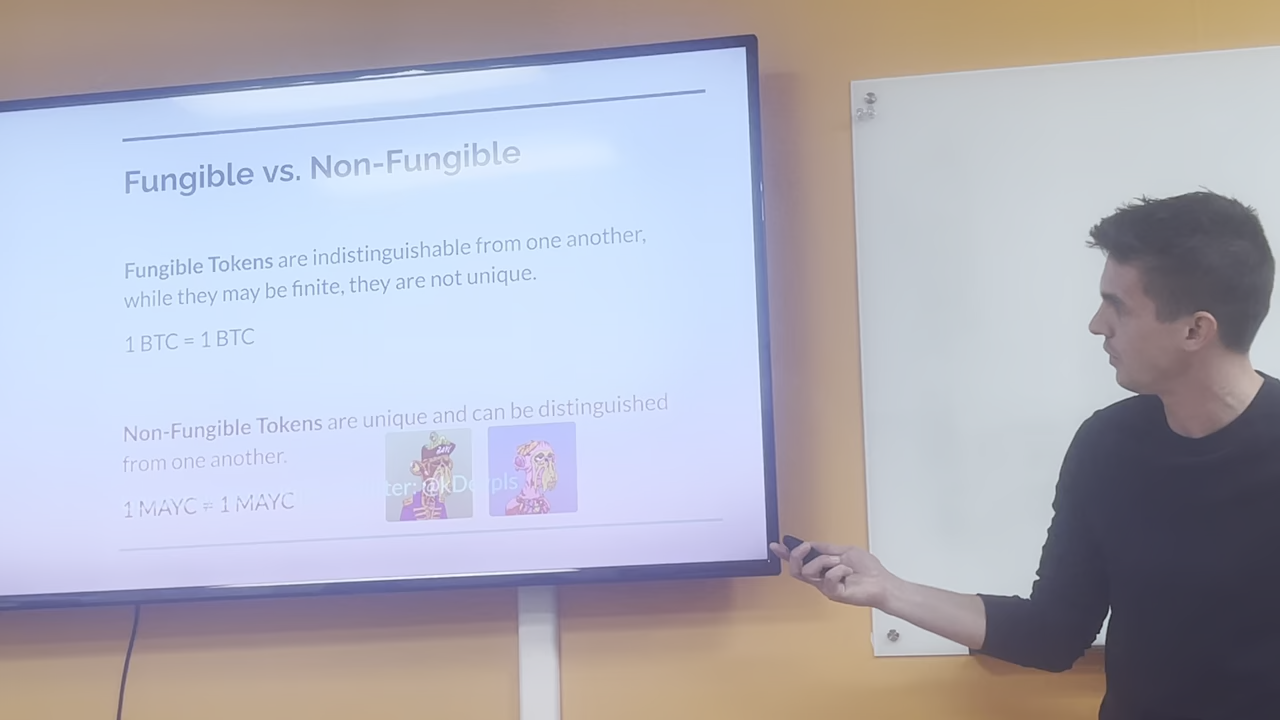 Fungible vs. Non-Fungible
Fungible Tokens are indistinguishable from one another,
while they may be finite, they are not unique.
1 BTC = 1 BTC
Non-Fungible Tokens are unique and can be distinguished
from one another.
1 MAYC ≠ 1 MAYC